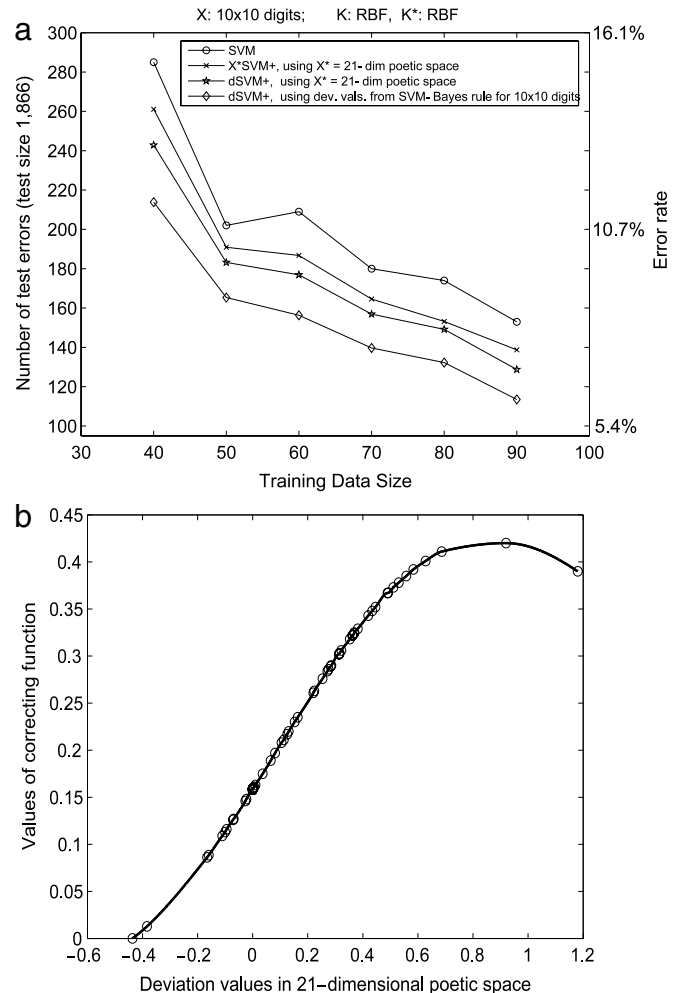 X: 10x10 digits; K: RBF, K*: RBF
a
SVM
X*SVM+, using X* = 21- dim poetic space
dSVM+, using X* = 21- dim poetic space
dSVM+, using dev. vals. from SVM- Bayes rule for 10x10 digits
Number of test errors (test size 1,866)
300
280
260
240
220
200
180
160
140
120
100
16.1%
10.7%
5.4%
Error rate
30 40 50 60 70 80 90 100
Training Data Size
b
Values of correcting function
0.45
0.4
0.35
0.3
0.25
0.2
0.15
0.1
0.05
0
−0.6 −0.4 −0.2 0 0.2 0.4 0.6 0.8 1 1.2
Deviation values in 21−dimensional poetic space